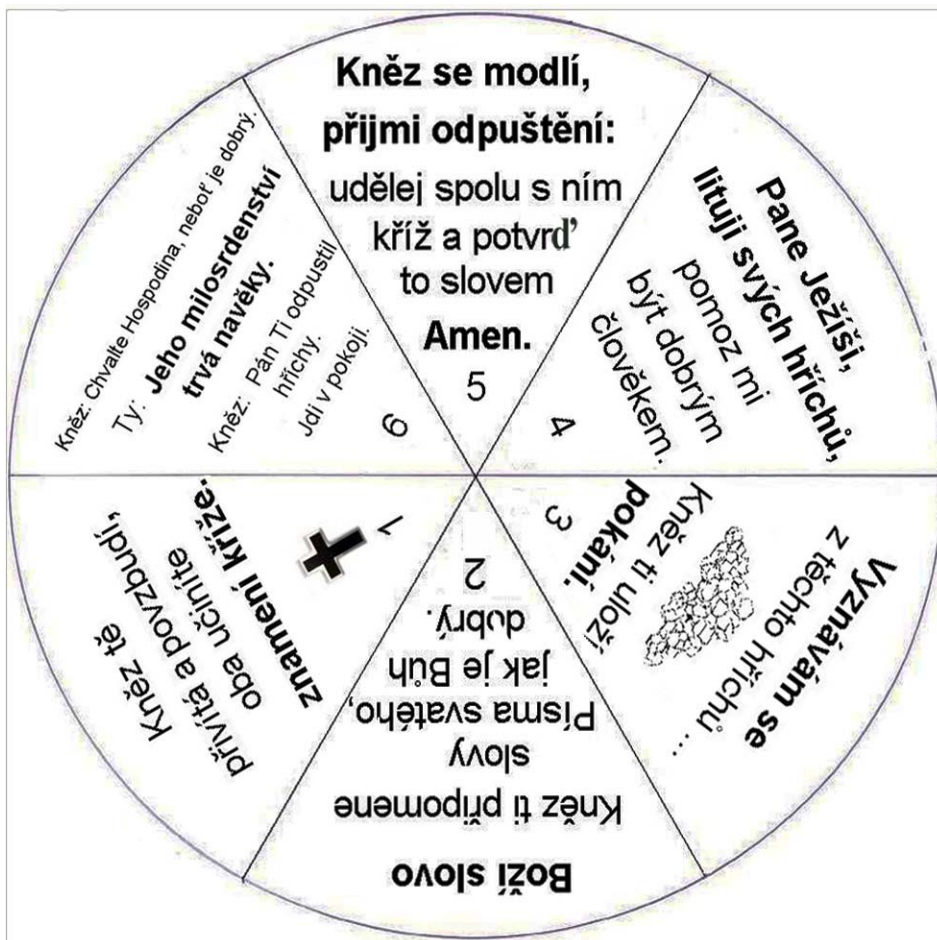 Kněz tě
přivítá a povzbudí,
oba učiníte
znamení kříže.
1
Boží slovo
Kněz ti připomene
slovy
Písma svatého,
jak je Bůh
dobrý.
2
Vyznávám se
z těchto hříchů ...
Kněz ti uloží
pokání.
3
Pane Ježíši,
lituji svých hříchů,
pomoz mi
být dobrým
člověkem.
4
Kněz se modlí,
přijmi odpuštění:
udělej spolu s ním
kříž a potvrď
to slovem
Amen.
5
Kněz: Chvalte Hospodina, neboť je dobrý.
Ty: Jeho milosrdenství
trvá navěky.
Kněz: Pán Ti odpustil
hříchy.
Jdi v pokoji.
6